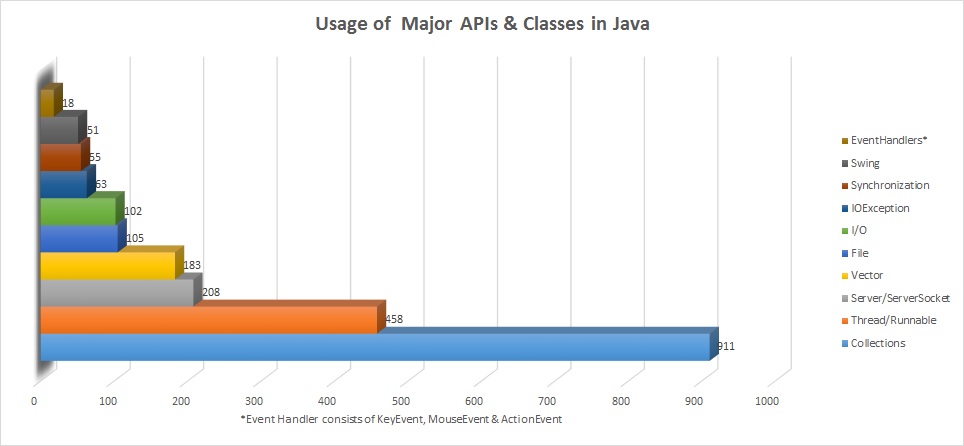 Usage of Major APIs & Classes in Java
18
51
55
63
102
105
183
208
458
911
EventHandlers*
Swing
Synchronization
IOException
I/O
File
Vector
Server/ServerSocket
Thread/Runnable
Collections
0 100 200 300 400 500 600 700 800 900 1000
*Event Handler consists of KeyEvent, MouseEvent & ActionEvent